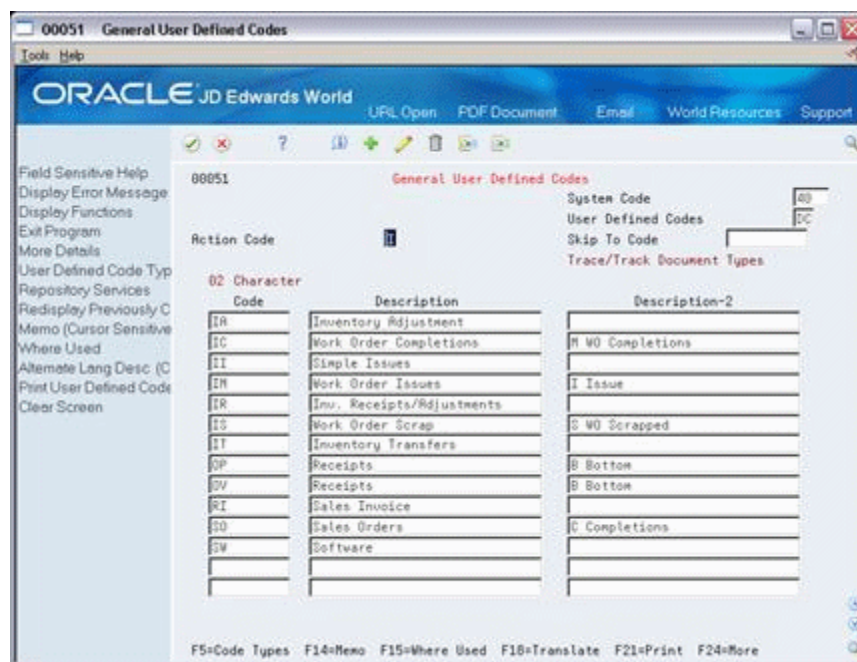 00051 General User Defined Codes
Tools Help
ORACLE JD Edwards World
URL Open PDF Document Email World Resources Support
Field Sensitive Help
Display Error Message
Display Functions
Exit Program
More Details
User Defined Code Typ
Repository Services
Redisplay Previously C
Memo (Cursor Sensitive
Where Used
Alternate Lang Desc (C
Print User Defined Code
Clear Screen
00051 General User Defined Codes
System Code 40
User Defined Codes DC
Action Code I Skip To Code
Trace/Track Document Types
02 Character
Code Description Description-2
IA Inventory Adjustment
IC Work Order Completions M WO Completions
II Simple Issues
IM Work Order Issues I Issue
IR Inv. Receipts/Adjustments
IS Work Order Scrap S WO Scrapped
IT Inventory Transfers
OP Receipts B Bottom
OV Receipts B Bottom
RI Sales Invoice
SO Sales Orders C Completions
SW Software
F5=Code Types F14=Memo F15=Where Used F18=Translate F21=Print F24=More